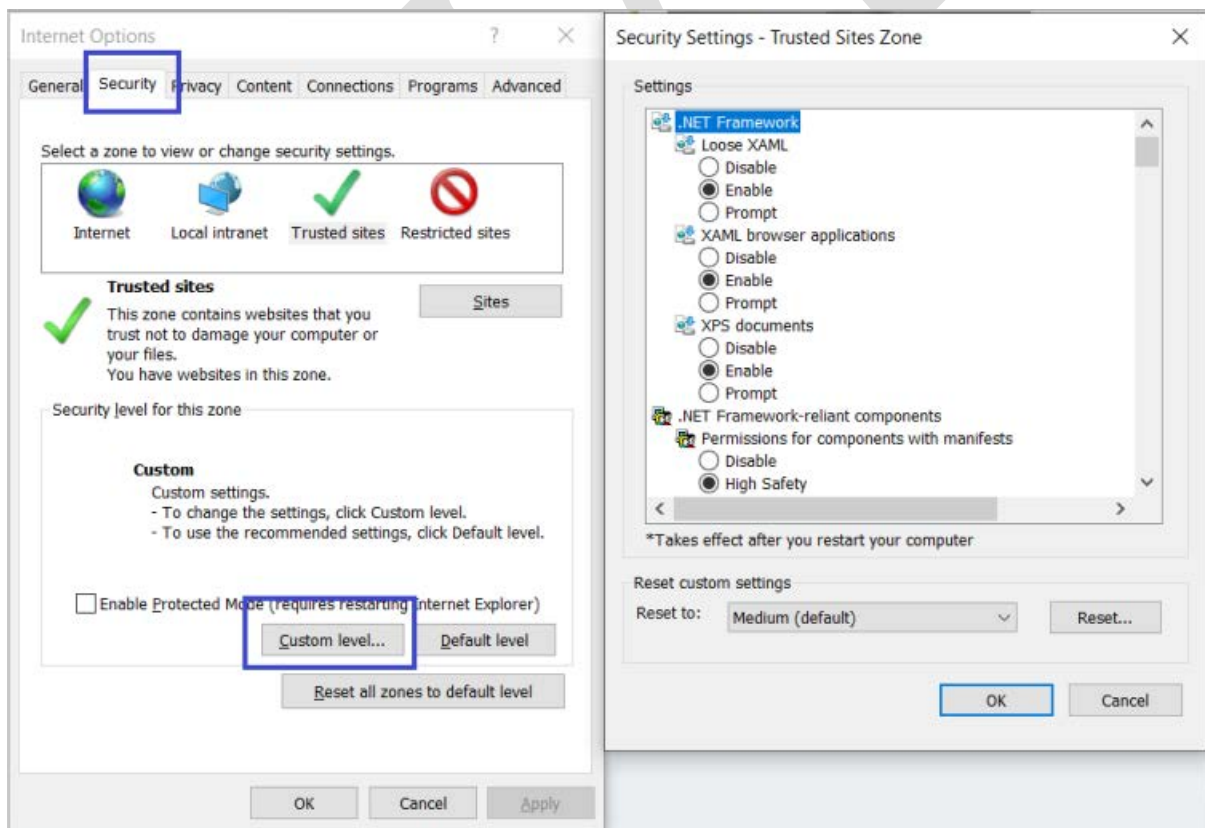 Internet Options
?
General Security Privacy Content Connections Programs Advanced
Select a zone to view or change security settings.
Internet Local intranet Trusted sites Restricted sites
Trusted sites
Sites
This zone contains websites that you
trust not to damage your computer or
your files.
You have websites in this zone.
Security level for this zone
Custom
Custom settings.
- To change the settings, click Custom level.
- To use the recommended settings, click Default level.
Enable Protected Mode (requires restarting Internet Explorer)
Custom level... Default level
Reset all zones to default level
OK Cancel Apply
Security Settings - Trusted Sites Zone
Settings
.NET Framework
Loose XAML
Disable
Enable
Prompt
XAML browser applications
Disable
Enable
Prompt
XPS documents
Disable
Enable
Prompt
.NET Framework-reliant components
Permissions for components with manifests
Disable
High Safety
*Takes effect after you restart your computer
Reset custom settings
Reset to: Medium (default) Reset...
OK Cancel